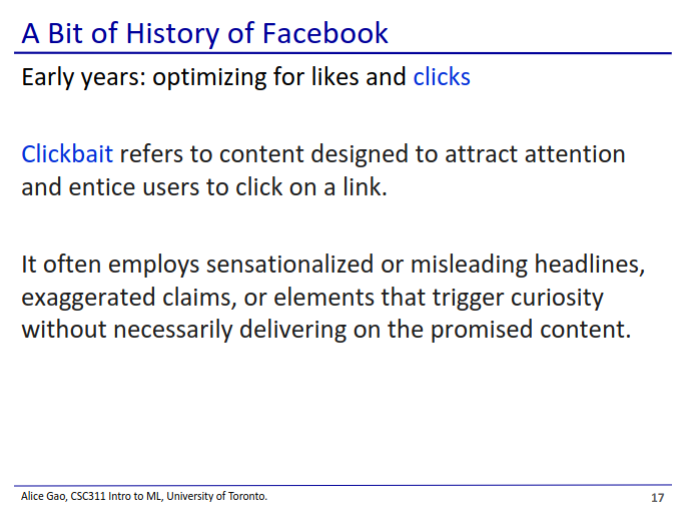 A Bit of History of Facebook
Early years: optimizing for likes and clicks
Clickbait refers to content designed to attract attention
and entice users to click on a link.
It often employs sensationalized or misleading headlines,
exaggerated claims, or elements that trigger curiosity
without necessarily delivering on the promised content.
Alice Gao, CSC311 Intro to ML, University of Toronto.
17